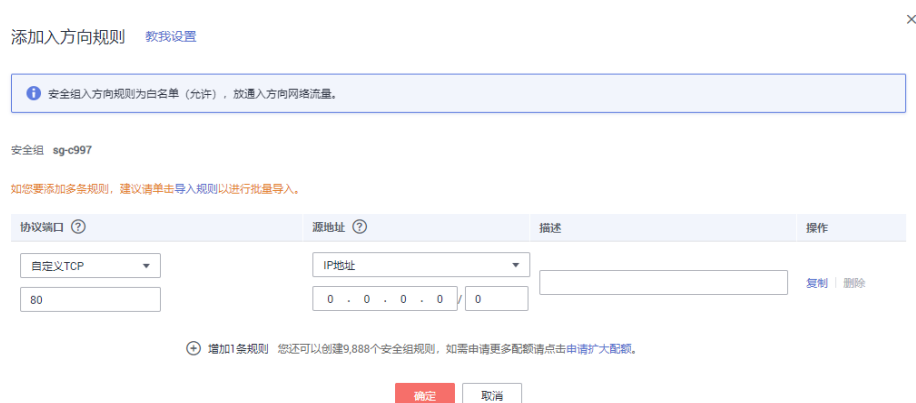 添加入方向规则 教我设置
安全组入方向规则为白名单（允许），放通入方向网络流量。
安全组 sg-c997
如您要添加多条规则，建议请单击导入规则以进行批量导入。
协议端口 源地址 描述 操作
自定义TCP IP地址
80 0 . 0 . 0 . 0 / 0 复制 删除
增加1条规则 您还可以创建9,888个安全组规则，如需申请更多配额请点击申请扩大配额。
确定 取消